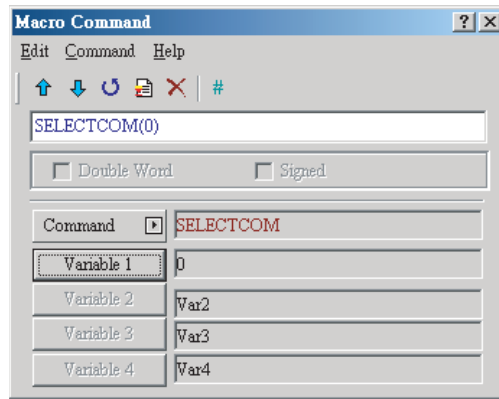 Macro Command
Edit Command Help
#
SELECTCOM(0)
Double Word Signed
Command SELECTCOM
Variable 1 0
Variable 2 Var2
Variable 3 Var3
Variable 4 Var4